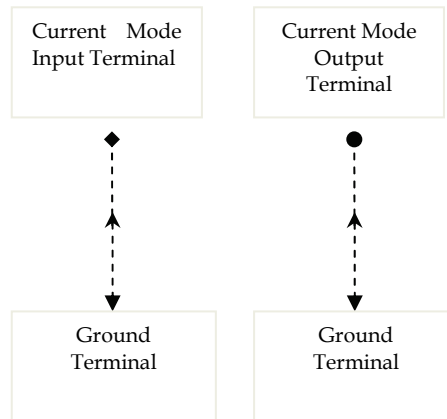 Current Mode
Input Terminal
Current Mode
Output
Terminal
Ground
Terminal
Ground
Terminal